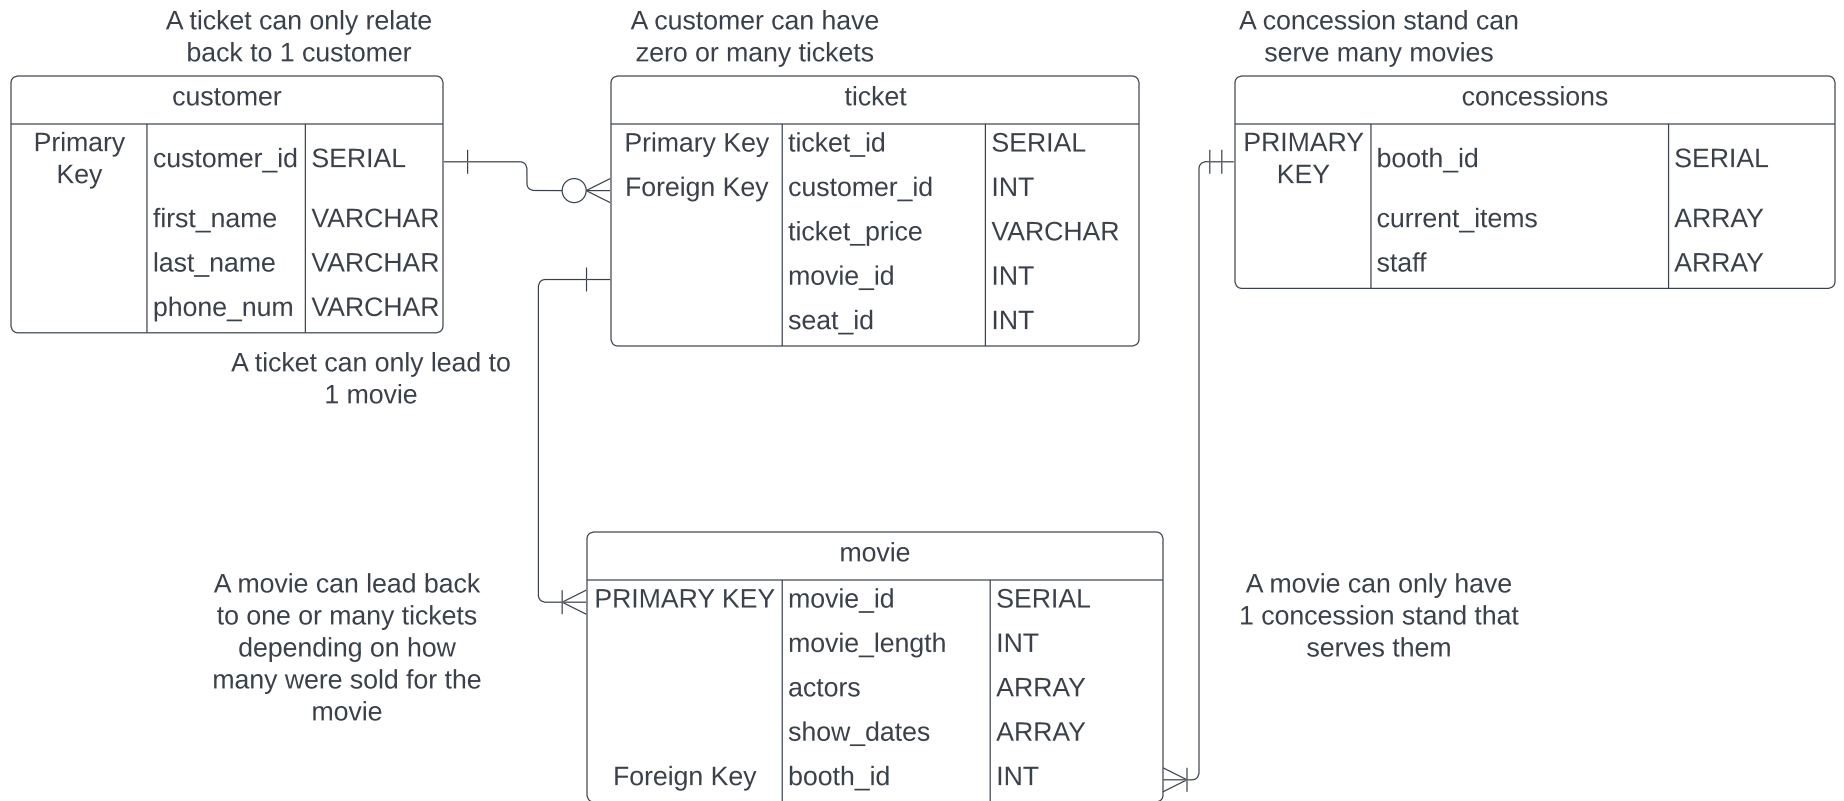 A ticket can only relate
back to 1 customer
A customer can have
zero or many tickets
A concession stand can
serve many movies
customer
Primary
Key
customer_id
SERIAL
first_name
VARCHAR
last_name
VARCHAR
phone_num
VARCHAR
ticket
Primary Key
ticket_id
SERIAL
Foreign Key
customer_id
INT
ticket_price
VARCHAR
movie_id
INT
seat_id
INT
concessions
PRIMARY
KEY
booth_id
SERIAL
current_items
ARRAY
staff
ARRAY
A ticket can only lead to
1 movie
A movie can lead back
to one or many tickets
depending on how
many were sold for the
movie
movie
PRIMARY KEY
movie_id
SERIAL
movie_length
INT
actors
ARRAY
show_dates
ARRAY
Foreign Key
booth_id
INT
A movie can only have
1 concession stand that
serves them